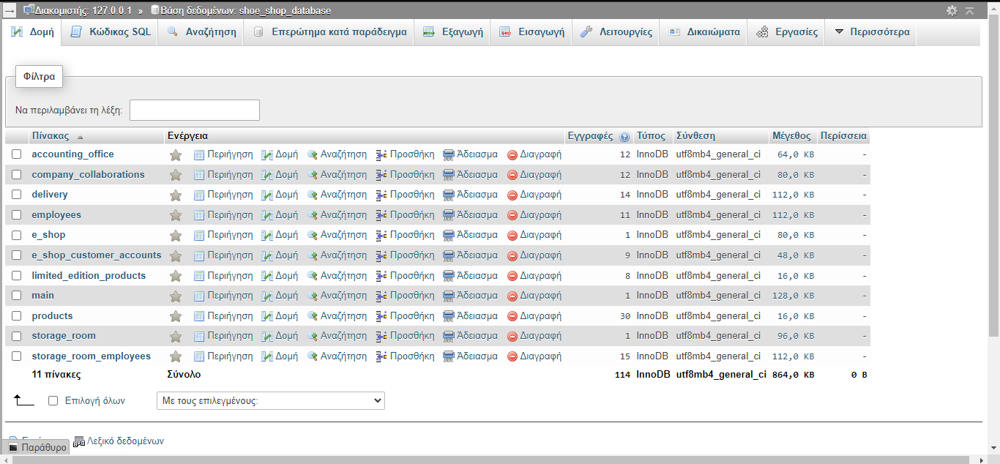 Διακομιστής: 127.0.0.1 » Βάση δεδομένων: shoe_shop_database
Δομή Κώδικας SQL Αναζήτηση Επερώτημα κατά παράδειγμα Εξαγωγή Εισαγωγή Λειτουργίες Δικαιώματα Εργασίες Περισσότερα
Φίλτρα
Να περιλαμβάνει τη λέξη:
Πίνακας Ενέργεια Εγγραφές Τύπος Σύνθεση Μέγεθος Περίσσεια
accounting_office Περιήγηση Δομή Αναζήτηση Προσθήκη Άδειασμα Διαγραφή 12 InnoDB utf8mb4_general_ci 64,0 KB -
company_collaborations Περιήγηση Δομή Αναζήτηση Προσθήκη Άδειασμα Διαγραφή 12 InnoDB utf8mb4_general_ci 80,0 KB -
delivery Περιήγηση Δομή Αναζήτηση Προσθήκη Άδειασμα Διαγραφή 14 InnoDB utf8mb4_general_ci 112,0 KB -
employees Περιήγηση Δομή Αναζήτηση Προσθήκη Άδειασμα Διαγραφή 11 InnoDB utf8mb4_general_ci 112,0 KB -
e_shop Περιήγηση Δομή Αναζήτηση Προσθήκη Άδειασμα Διαγραφή 1 InnoDB utf8mb4_general_ci 80,0 KB -
e_shop_customer_accounts Περιήγηση Δομή Αναζήτηση Προσθήκη Άδειασμα Διαγραφή 9 InnoDB utf8mb4_general_ci 48,0 KB -
limited_edition_products Περιήγηση Δομή Αναζήτηση Προσθήκη Άδειασμα Διαγραφή 8 InnoDB utf8mb4_general_ci 16,0 KB -
main Περιήγηση Δομή Αναζήτηση Προσθήκη Άδειασμα Διαγραφή 1 InnoDB utf8mb4_general_ci 128,0 KB -
products Περιήγηση Δομή Αναζήτηση Προσθήκη Άδειασμα Διαγραφή 30 InnoDB utf8mb4_general_ci 16,0 KB -
storage_room Περιήγηση Δομή Αναζήτηση Προσθήκη Άδειασμα Διαγραφή 1 InnoDB utf8mb4_general_ci 96,0 KB -
storage_room_employees Περιήγηση Δομή Αναζήτηση Προσθήκη Άδειασμα Διαγραφή 15 InnoDB utf8mb4_general_ci 112,0 KB -
11 πίνακες Σύνολο 114 InnoDB utf8mb4_general_ci 864,0 KB 0 B
Επιλογή όλων Με τους επιλεγμένους:
Λεξικό δεδομένων
Παράθυρο